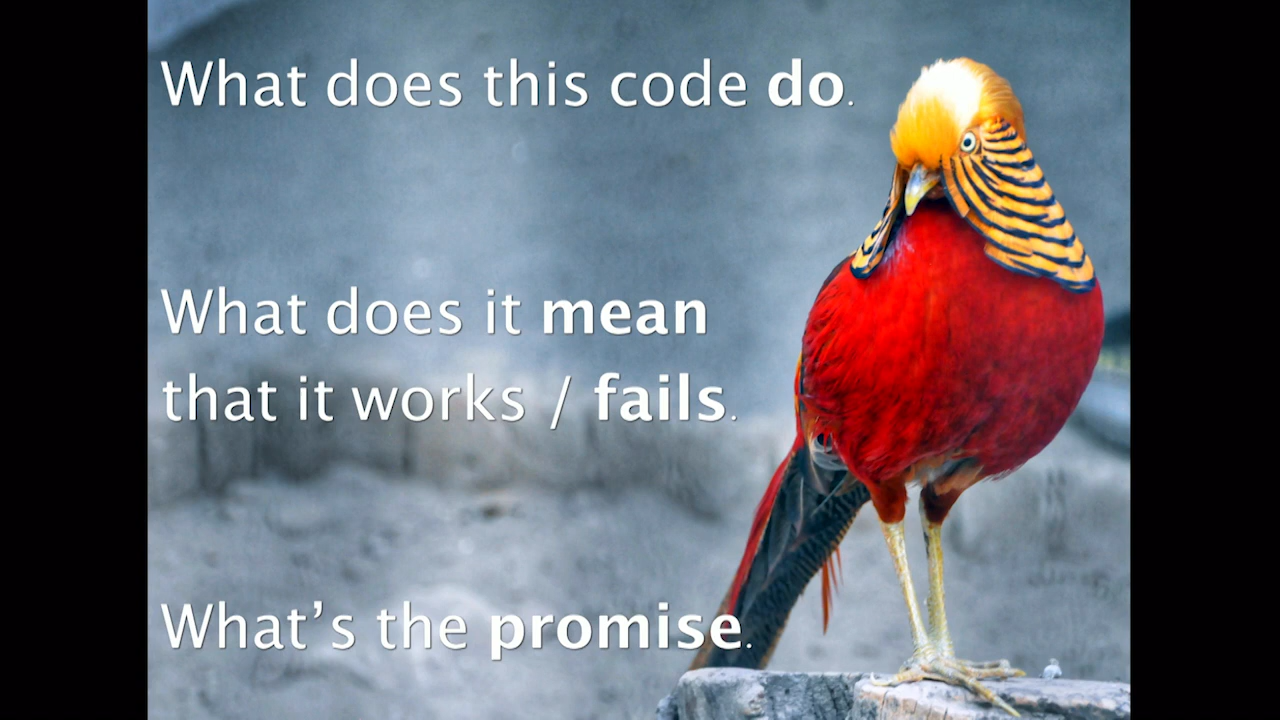 What does this code do.
What does it mean
that it works / fails.
What’s the promise.